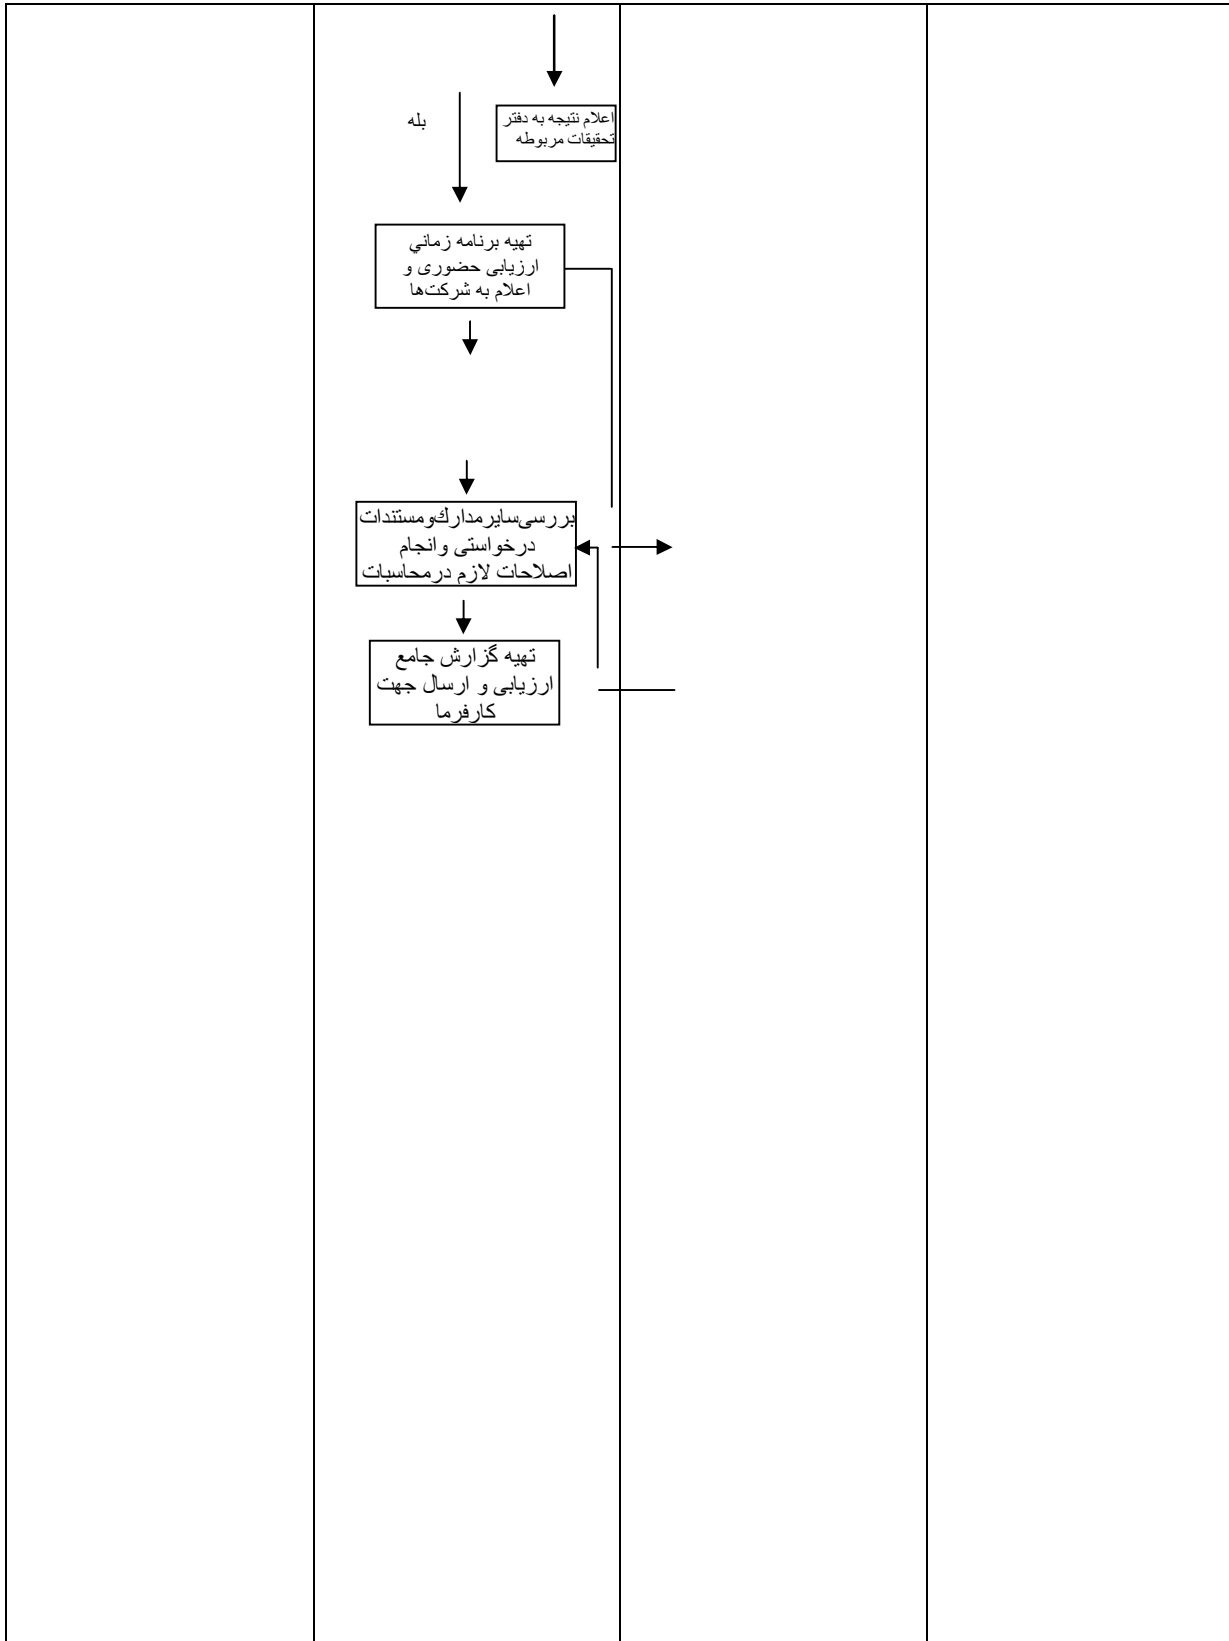 اعلام نتیجه به دفتر
تحقیقات مربوطه
بله
تهیه برنامه زماني
ارزیابی حضوری و
اعلام به شرکت‌ها
بررسی‌سایرمدارك‌ومستندات
درخواستی وانجام
اصلاحات لازم درمحاسبات
تهیه گزارش جامع
ارزیابی و ارسال جهت
کارفرما